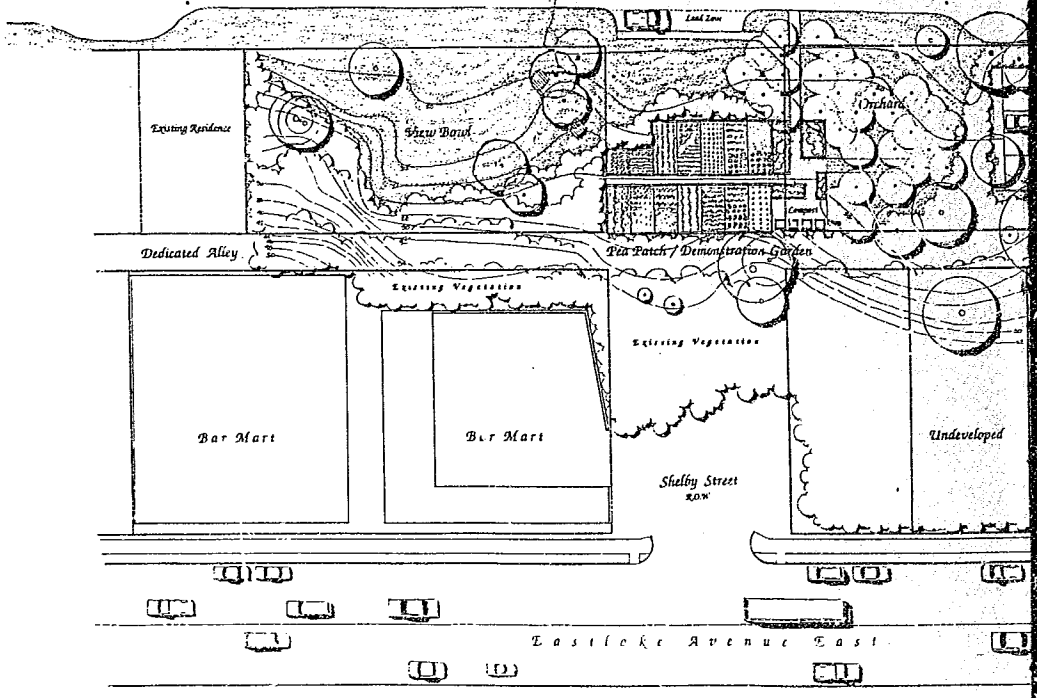 Load Zone
Orchard
Existing Residence
View Bowl
Compost
Dedicated Alley
Pea Patch / Demonstration Garden
Existing Vegetation
Existing Vegetation
Bar Mart
Bar Mart
Undeveloped
Shelby Street
R.O.W
Eastlake Avenue East